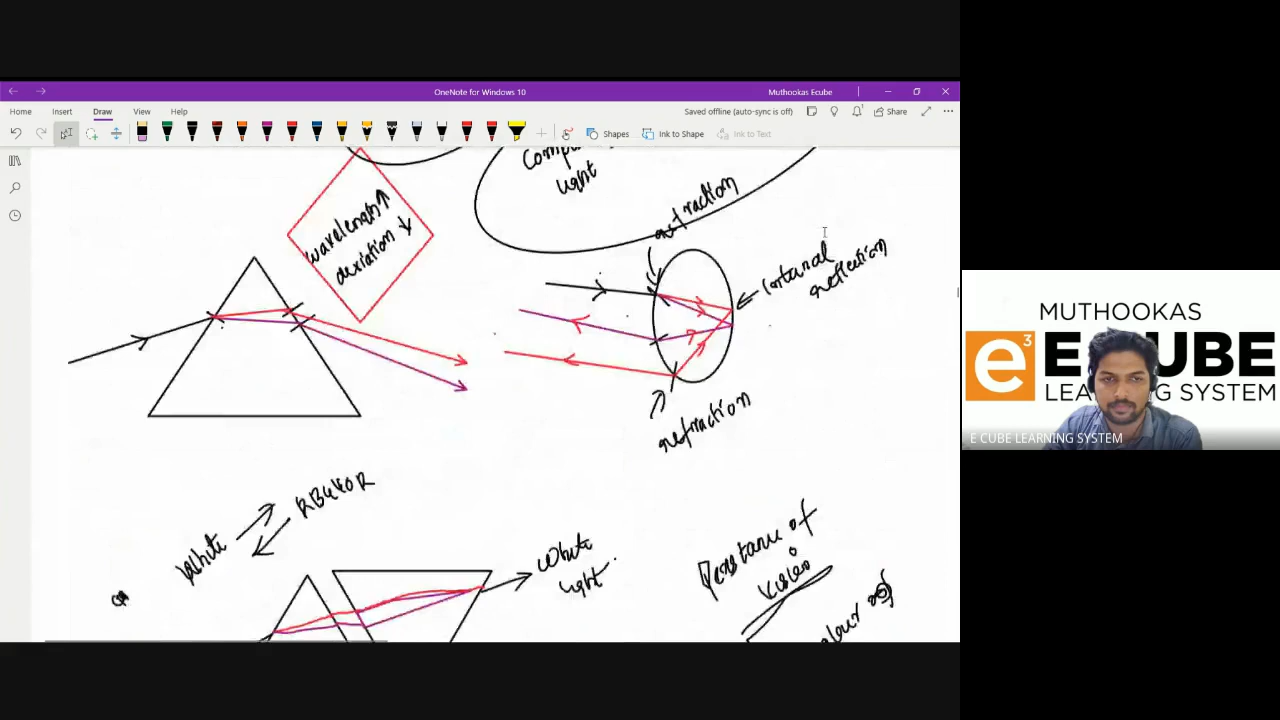 OneNote for Windows 10
Muthookas Ecube
Home Insert Draw View Help
Saved offline (auto-sync is off)
Share
Shapes
Ink to Shape
Ink to Text
light
wavelength↑
deviation ↓
refraction
internal
reflection
refraction
White
White
light
Persistance of
vision
MUTHOOKAS
e3 ECUBE
LEARNING SYSTEM
E CUBE LEARNING SYSTEM